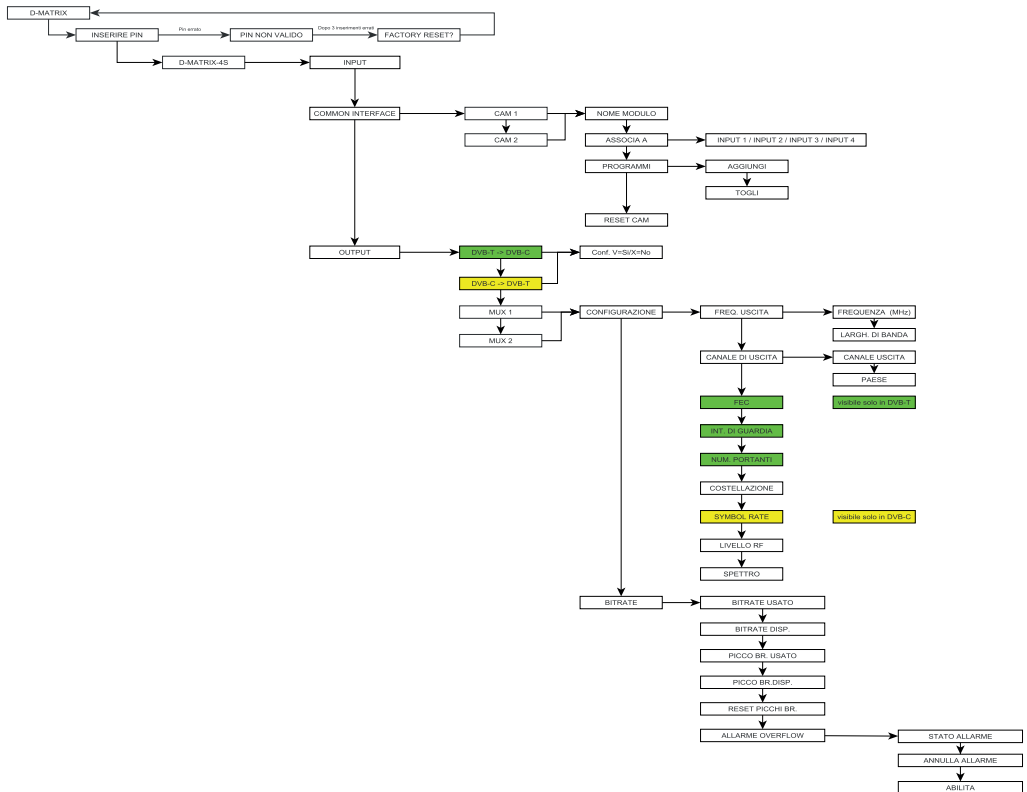 D-MATRIX
INSERIRE PIN
Pin errato
PIN NON VALIDO
Dopo 3 inserimenti errati
FACTORY RESET?
D-MATRIX-4S
INPUT
COMMON INTERFACE
CAM 1
NOME MODULO
CAM 2
ASSOCIA A
INPUT 1 / INPUT 2 / INPUT 3 / INPUT 4
PROGRAMMI
AGGIUNGI
TOGLI
RESET CAM
OUTPUT
DVB-T -> DVB-C
Conf. V=Si/X=No
DVB-C -> DVB-T
MUX 1
CONFIGURAZIONE
FREQ. USCITA
FREQUENZA (MHz)
MUX 2
LARGH. DI BANDA
CANALE DI USCITA
CANALE USCITA
PAESE
FEC
visibile solo in DVB-T
INT. DI GUARDIA
NUM. PORTANTI
COSTELLAZIONE
SYMBOL RATE
visibile solo in DVB-C
LIVELLO RF
SPETTRO
BITRATE
BITRATE USATO
BITRATE DISP.
PICCO BR. USATO
PICCO BR.DISP.
RESET PICCHI BR.
ALLARME OVERFLOW
STATO ALLARME
ANNULLA ALLARME
ABILITA